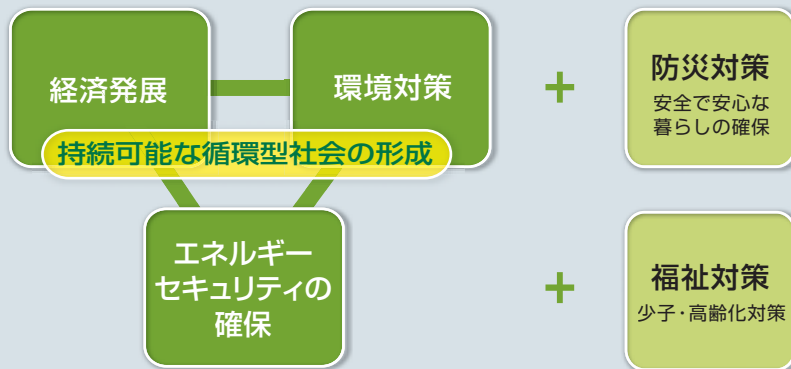 経済発展
環境対策
+
防災対策
安全で安心な
暮らしの確保
持続可能な循環型社会の形成
エネルギー
セキュリティの
確保
+
福祉対策
少子・高齢化対策